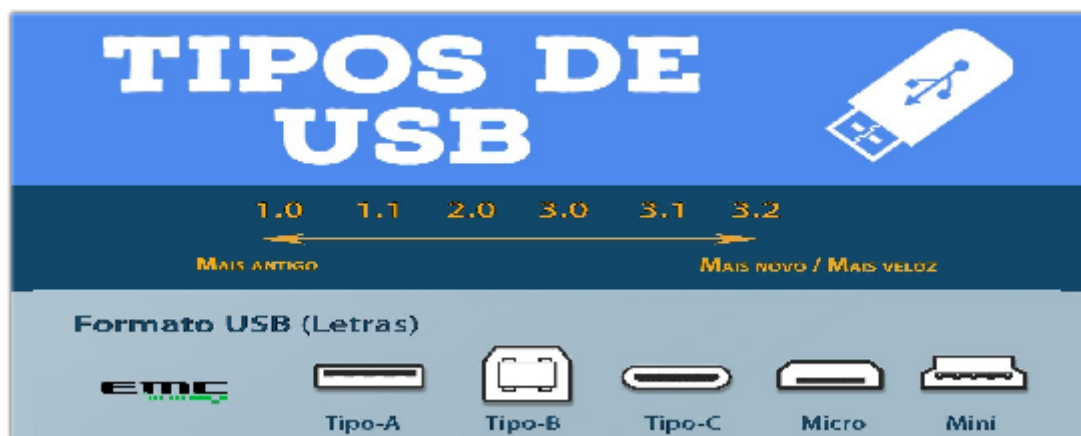 TIPOS DE
USB
1.0 1.1 2.0 3.0 3.1 3.2
MAIS ANTIGO MAIS NOVO / MAIS VELOZ
Formato USB (Letras)
EMC
Tipo-A Tipo-B Tipo-C Micro Mini